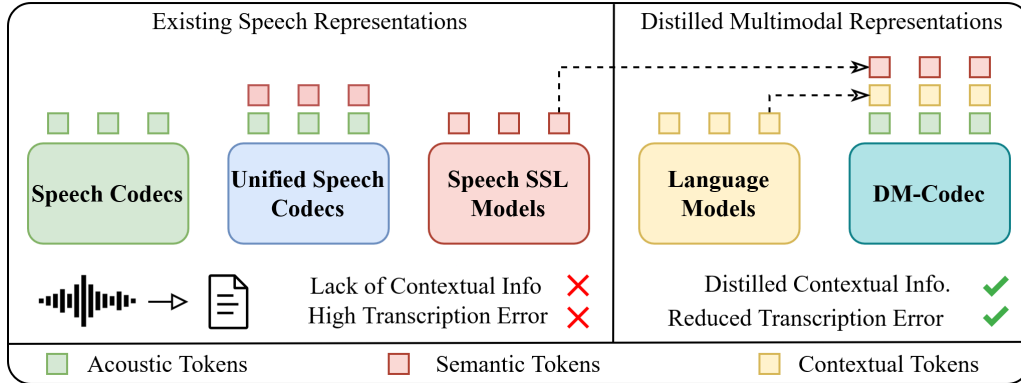 Existing Speech Representations
Distilled Multimodal Representations
Speech Codecs
Unified Speech
Codecs
Speech SSL
Models
Language
Models
DM-Codec
Lack of Contextual Info
High Transcription Error
Distilled Contextual Info.
Reduced Transcription Error
Acoustic Tokens
Semantic Tokens
Contextual Tokens